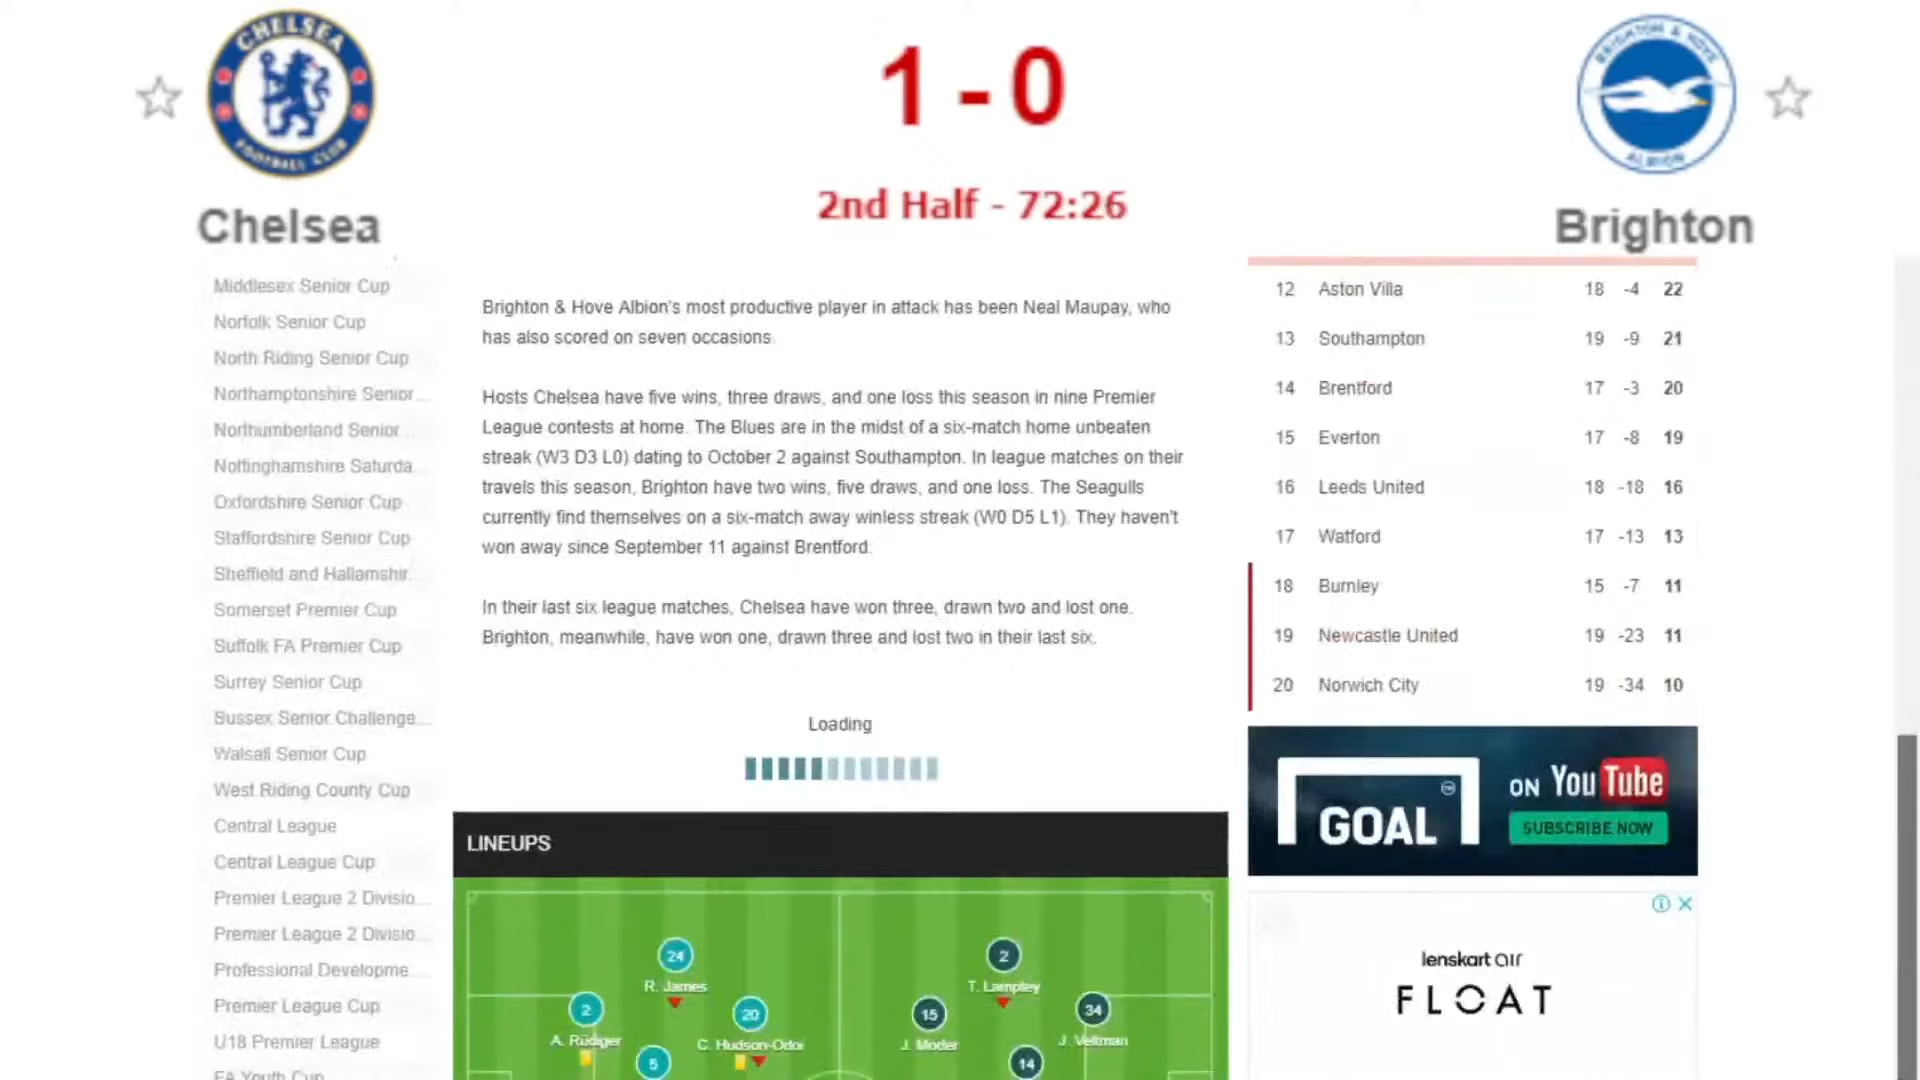 CHELSEA
FOOTBALL CLUB
1 - 0
BRIGHTON & HOVE
ALBION
2nd Half - 72:26
Chelsea
Brighton
Middlesex Senior Cup
Norfolk Senior Cup
North Riding Senior Cup
Northamptonshire Senior...
Northumberland Senior...
Nottinghamshire Saturda...
Oxfordshire Senior Cup
Staffordshire Senior Cup
Sheffield and Hallamshir...
Somerset Premier Cup
Suffolk FA Premier Cup
Surrey Senior Cup
Sussex Senior Challenge...
Walsall Senior Cup
West Riding County Cup
Central League
Central League Cup
Premier League 2 Divisio...
Premier League 2 Divisio...
Professional Developme...
Premier League Cup
U18 Premier League
FA Youth Cup
Brighton & Hove Albion's most productive player in attack has been Neal Maupay, who
has also scored on seven occasions.
Hosts Chelsea have five wins, three draws, and one loss this season in nine Premier
League contests at home. The Blues are in the midst of a six-match home unbeaten
streak (W3 D3 L0) dating to October 2 against Southampton. In league matches on their
travels this season, Brighton have two wins, five draws, and one loss. The Seagulls
currently find themselves on a six-match away winless streak (W0 D5 L1). They haven't
won away since September 11 against Brentford.
In their last six league matches, Chelsea have won three, drawn two and lost one.
Brighton, meanwhile, have won one, drawn three and lost two in their last six.
Loading
LINEUPS
24
R. James
2
A. Rüdiger
20
C. Hudson-Odoi
5
2
T. Lamptey
15
J. Moder
34
J. Veltman
14
12 Aston Villa 18 -4 22
13 Southampton 19 -9 21
14 Brentford 17 -3 20
15 Everton 17 -8 19
16 Leeds United 18 -18 16
17 Watford 17 -13 13
18 Burnley 15 -7 11
19 Newcastle United 19 -23 11
20 Norwich City 19 -34 10
GOAL
ON YouTube
SUBSCRIBE NOW
lenskart air
FLOAT